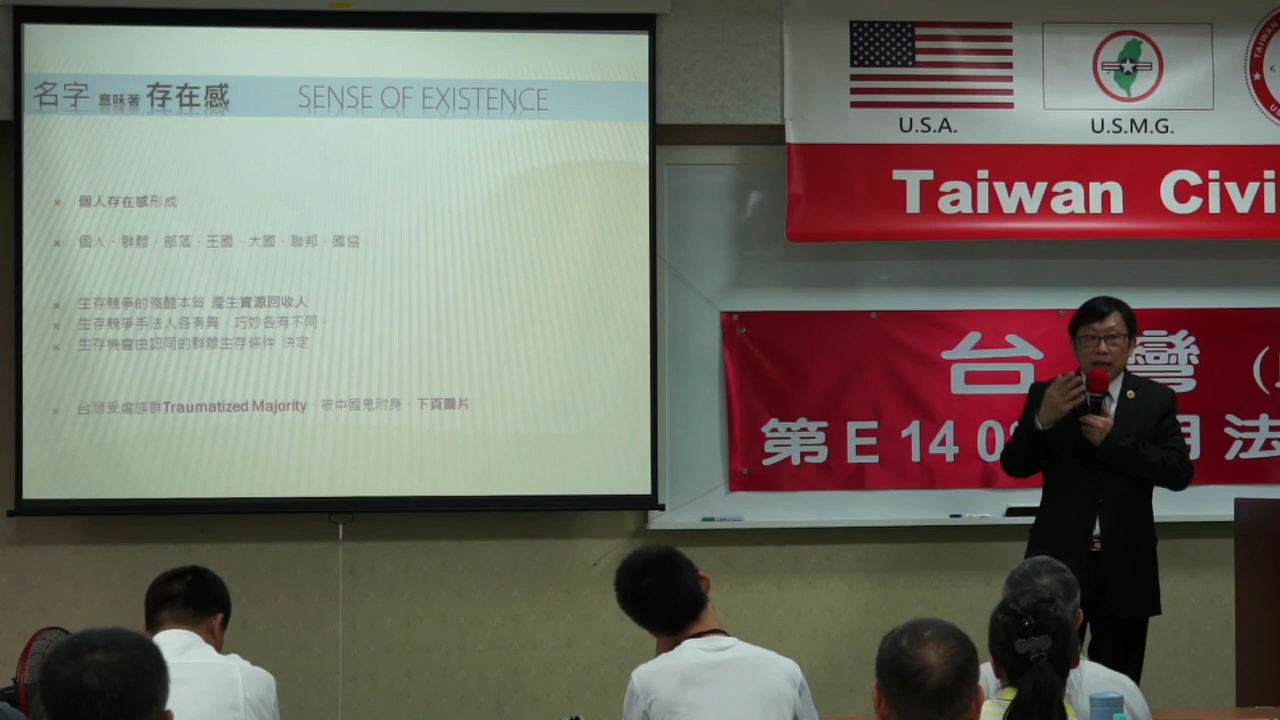 名字 意味著 存在感 SENSE OF EXISTENCE
個人存在感形成
個人、群體、部落、王國、大國、聯邦、國協
生存競爭的殘酷本質 產生資源回收人
生存競爭手法人各有異，巧妙各有不同。
生存機會由認同的群體生存條件 決定
台灣受虐族群Traumatized Majority，被中國鬼附身。下頁圖片
U.S.A.
U.S.M.G.
TAIWAN
Taiwan Civi
台 灣 (
第 E 14 0
法